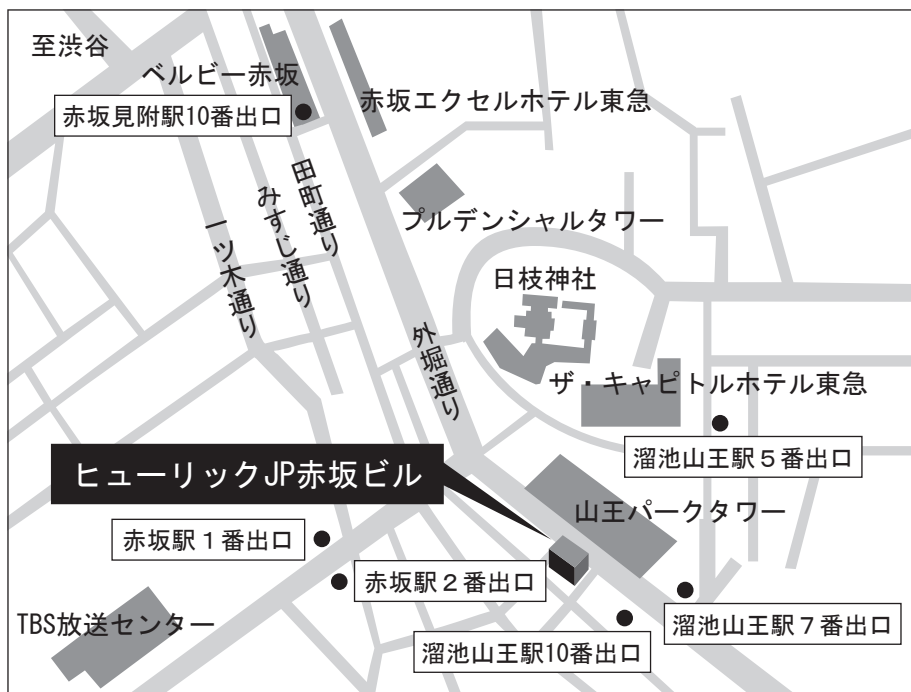 至渋谷
ベルビー赤坂
赤坂見附駅10番出口
赤坂エクセルホテル東急
田町通り
みすじ通り
一ツ木通り
プルデンシャルタワー
日枝神社
外堀通り
ザ・キャピトルホテル東急
溜池山王駅5番出口
ヒューリックJP赤坂ビル
山王パークタワー
赤坂駅1番出口
赤坂駅2番出口
TBS放送センター
溜池山王駅7番出口
溜池山王駅10番出口